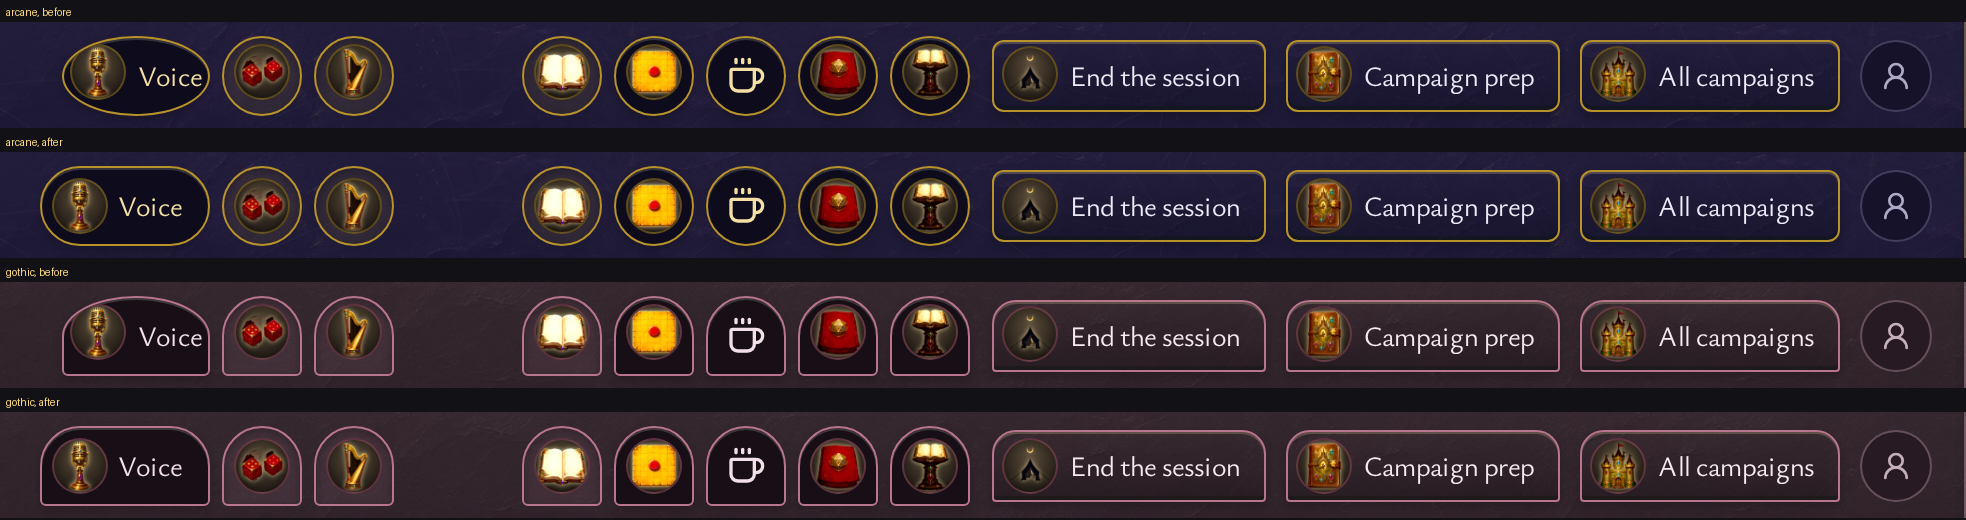 arcane, before
Voice End the session Campaign prep All campaigns
arcane, after
Voice End the session Campaign prep All campaigns
gothic, before
Voice End the session Campaign prep All campaigns
gothic, after
Voice End the session Campaign prep All campaigns